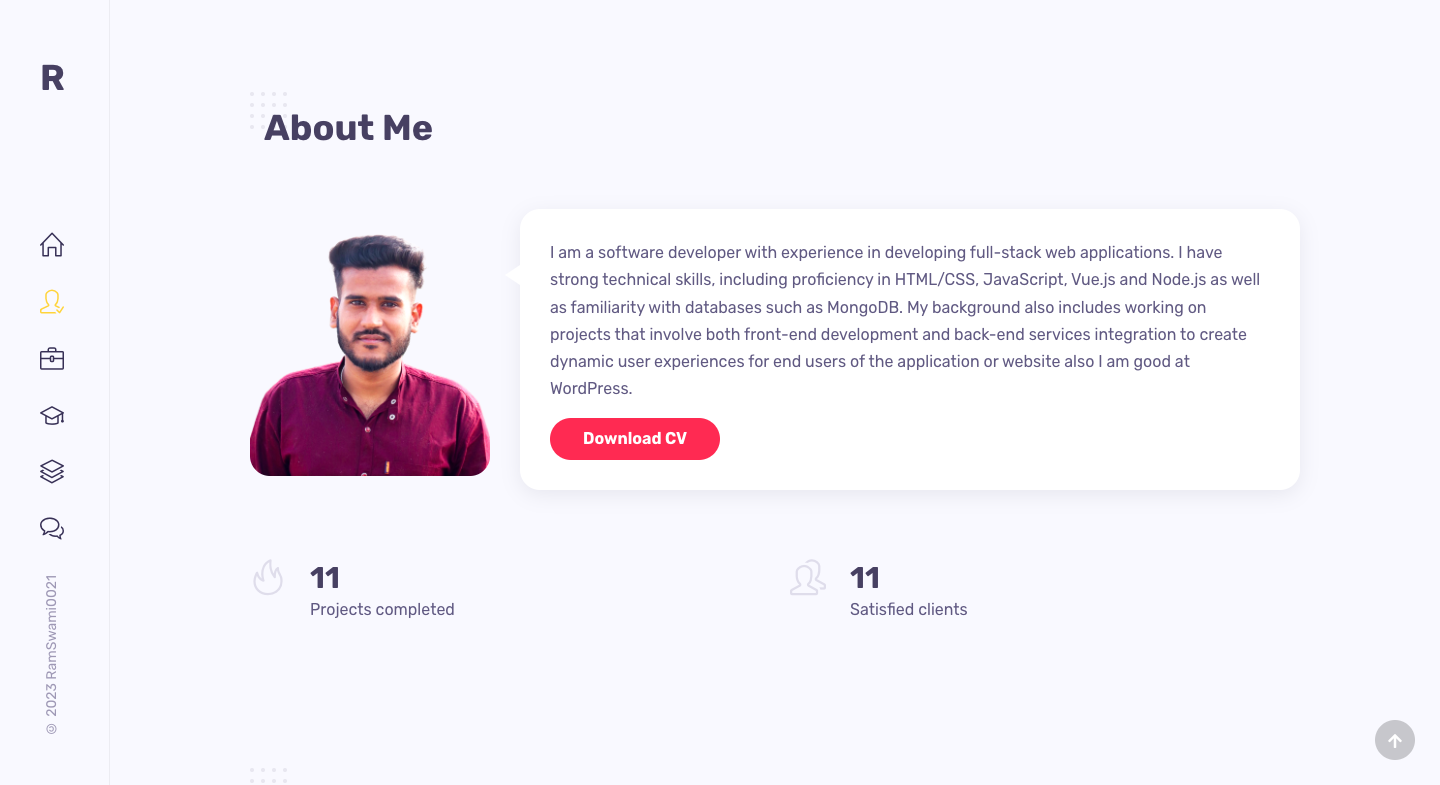 R
About Me
I am a software developer with experience in developing full-stack web applications. I have
strong technical skills, including proficiency in HTML/CSS, JavaScript, Vue.js and Node.js as well
as familiarity with databases such as MongoDB. My background also includes working on
projects that involve both front-end development and back-end services integration to create
dynamic user experiences for end users of the application or website also I am good at
WordPress.
Download CV
11
Projects completed
11
Satisfied clients
© 2023 RamSwami0021